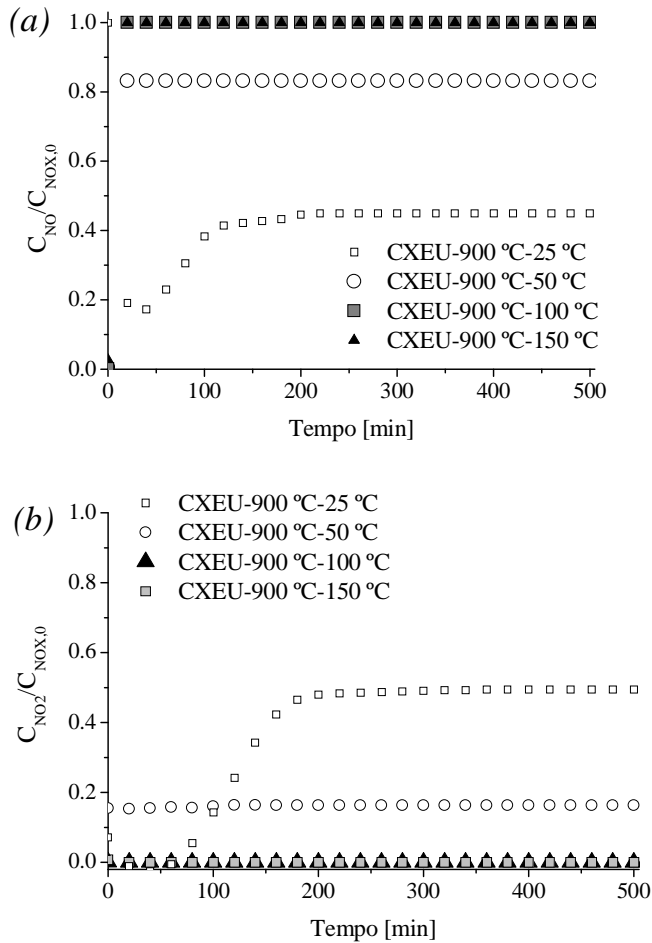 (a)
1.0
0.8
0.6
0.4
0.2
0.0
C_NO/C_NOX,0
CXEU-900 ºC-25 ºC
CXEU-900 ºC-50 ºC
CXEU-900 ºC-100 ºC
CXEU-900 ºC-150 ºC
0 100 200 300 400 500
Tempo [min]
(b)
CXEU-900 ºC-25 ºC
CXEU-900 ºC-50 ºC
CXEU-900 ºC-100 ºC
CXEU-900 ºC-150 ºC
1.0
0.8
0.6
0.4
0.2
0.0
C_NO2/C_NOX,0
0 100 200 300 400 500
Tempo [min]